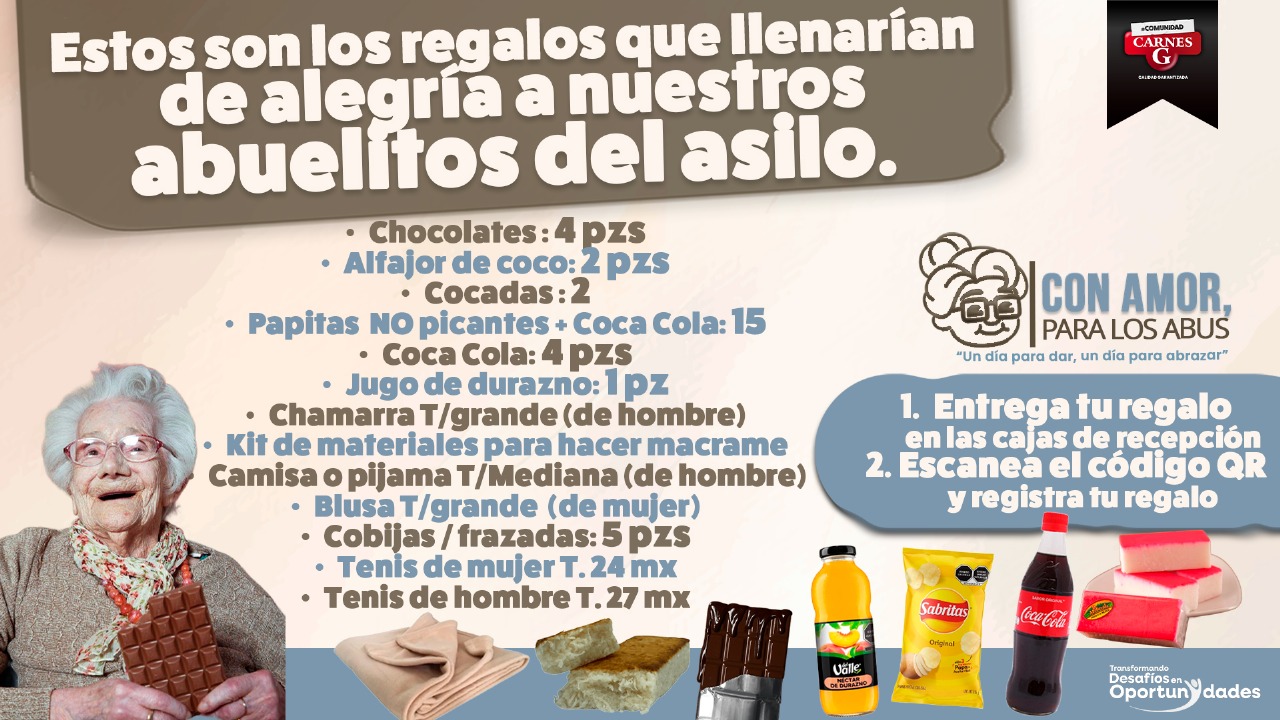 Estos son los regalos que llenarían
de alegría a nuestros
abuelitos del asilo.
#COMUNIDAD
CARNES
G
CALIDAD GARANTIZADA
• Chocolates : 4 pzs
• Alfajor de coco: 2 pzs
• Cocadas : 2
• Papitas NO picantes + Coca Cola: 15
• Coca Cola: 4 pzs
• Jugo de durazno: 1 pz
• Chamarra T/grande (de hombre)
• Kit de materiales para hacer macrame
Camisa o pijama T/Mediana (de hombre)
• Blusa T/grande (de mujer)
• Cobijas / frazadas: 5 pzs
• Tenis de mujer T. 24 mx
• Tenis de hombre T. 27 mx
CON AMOR,
PARA LOS ABUS
“Un día para dar, un día para abrazar”
1. Entrega tu regalo
en las cajas de recepción
2. Escanea el código QR
y registra tu regalo
Valle
NÉCTAR
DE DURAZNO
Sabritas
Original
SABOR ORIGINAL
Coca-Cola
Transformando
Desafíos en
Oportunydades